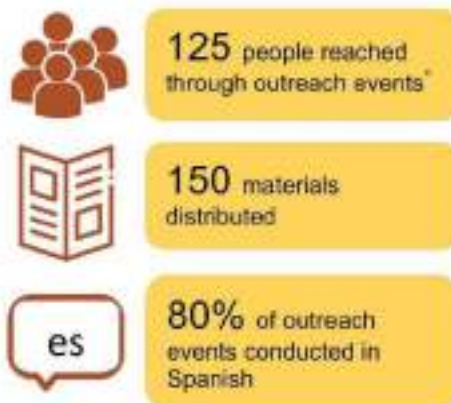 125 people reached
through outreach events*
150 materials
distributed
es
80% of outreach
events conducted in
Spanish